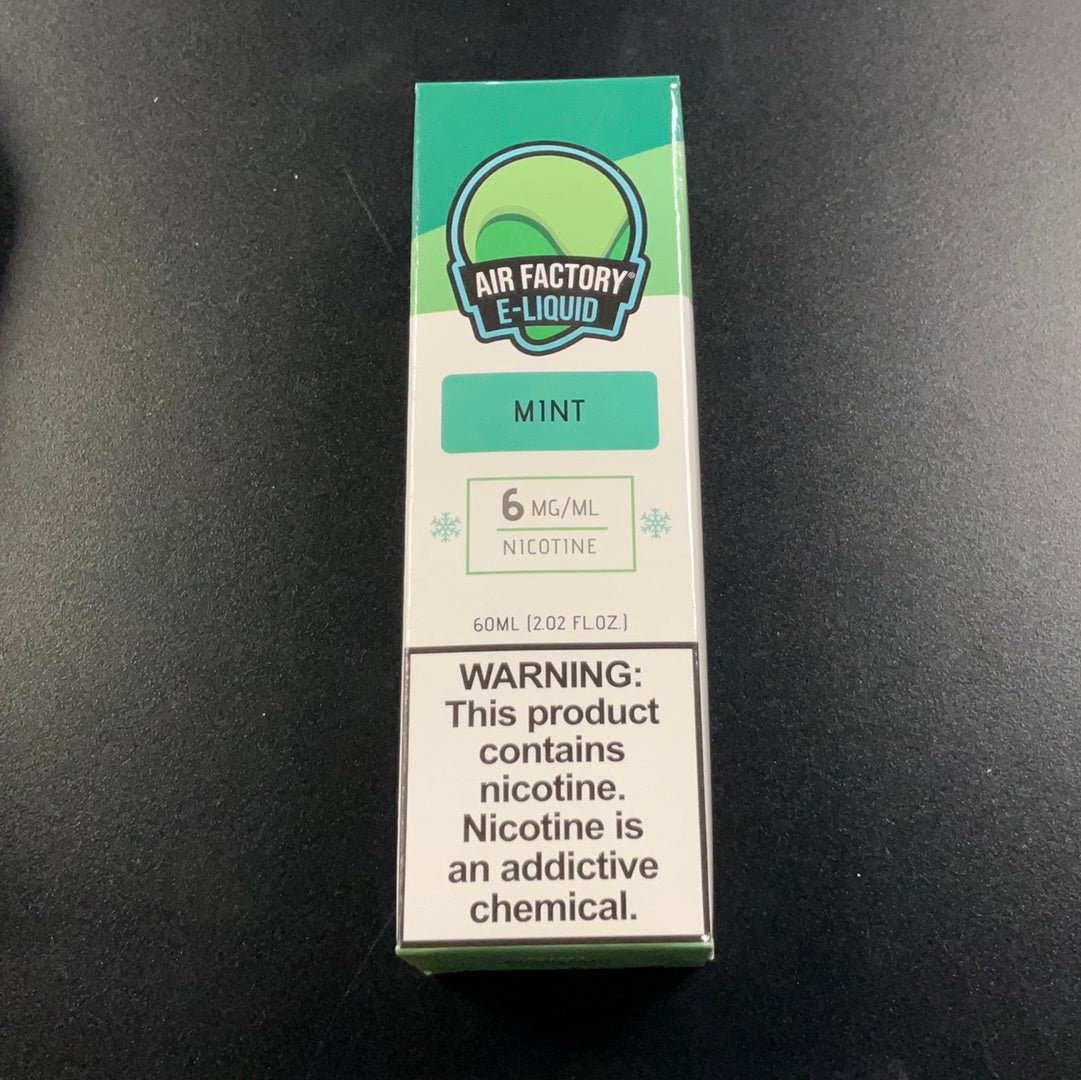 AIR FACTORY®
E-LIQUID
MINT
6 MG/ML
NICOTINE
60ML (2.02 FL.OZ.)
WARNING:
This product
contains
nicotine.
Nicotine is
an addictive
chemical.